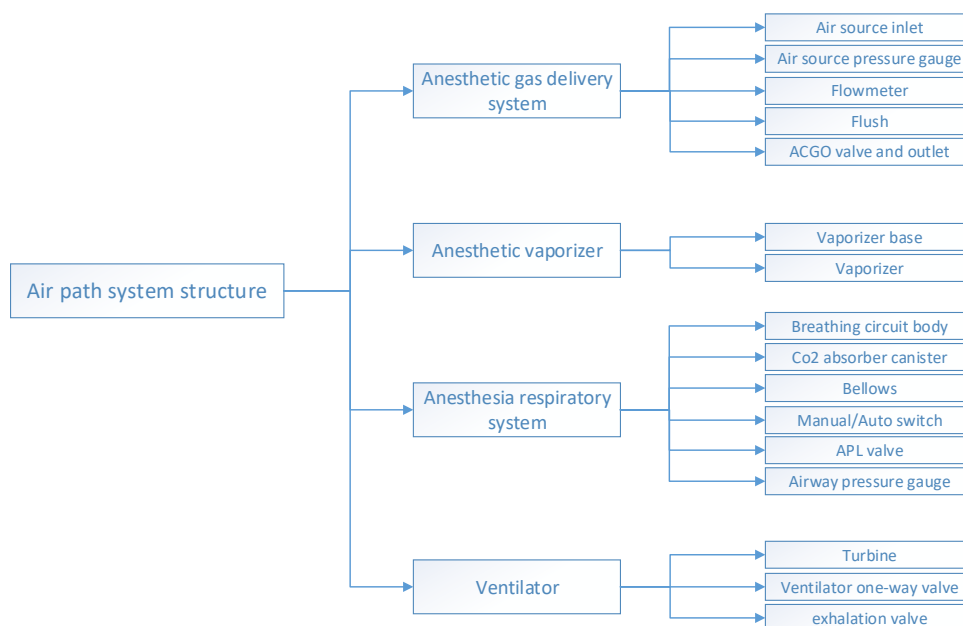 Air path system structure
Anesthetic gas delivery
system
Air source inlet
Air source pressure gauge
Flowmeter
Flush
ACGO valve and outlet
Anesthetic vaporizer
Vaporizer base
Vaporizer
Anesthesia respiratory
system
Breathing circuit body
Co2 absorber canister
Bellows
Manual/Auto switch
APL valve
Airway pressure gauge
Ventilator
Turbine
Ventilator one-way valve
exhalation valve